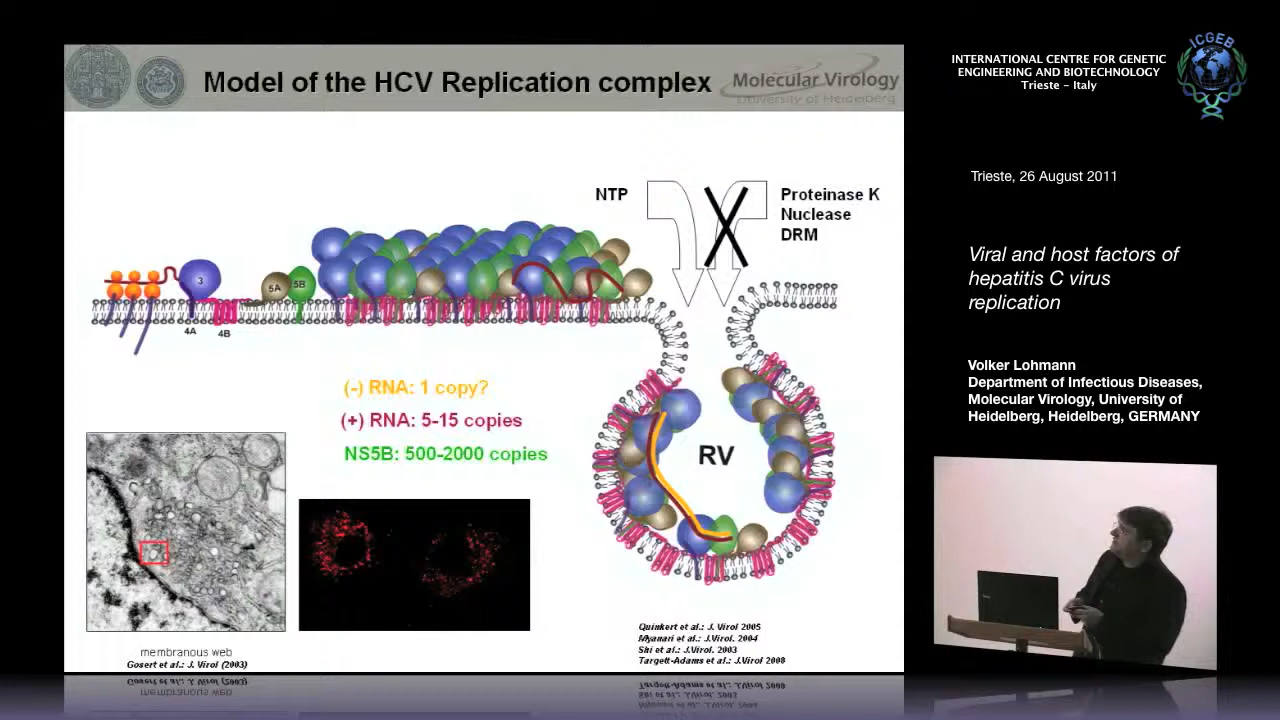 Model of the HCV Replication complex
Molecular Virology
University of Heidelberg
NTP
Proteinase K
Nuclease
DRM
3
5A
5B
4A
4B
(-) RNA: 1 copy?
(+) RNA: 5-15 copies
NS5B: 500-2000 copies
RV
membranous web
Gosert et al.: J. Virol (2003)
Quinkert et al.: J. Virol 2005
Miyanari et al.: J.Virol. 2004
Shi et al.: J.Virol. 2003
Targett-Adams et al.: J.Virol 2008
INTERNATIONAL CENTRE FOR GENETIC
ENGINEERING AND BIOTECHNOLOGY
Trieste - Italy
ICGEB
Trieste, 26 August 2011
Viral and host factors of
hepatitis C virus
replication
Volker Lohmann
Department of Infectious Diseases,
Molecular Virology, University of
Heidelberg, Heidelberg, GERMANY